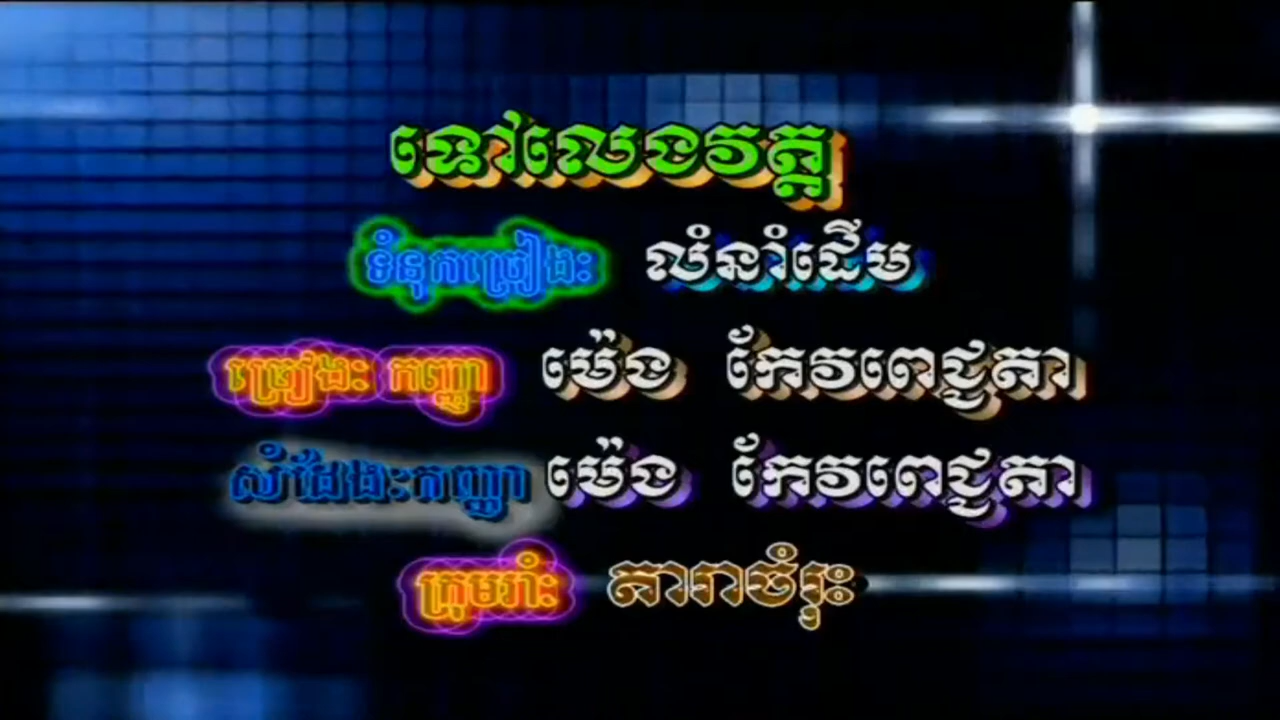 ទៅលេងវត្ត
ទំនុកច្រៀងៈ លំនាំដើម
ច្រៀងៈ កញ្ញា ម៉េង កែវពេជ្ជតា
សំដែងៈកញ្ញា ម៉េង កែវពេជ្ជតា
ក្រុមរាំៈ តារាចំរុះ